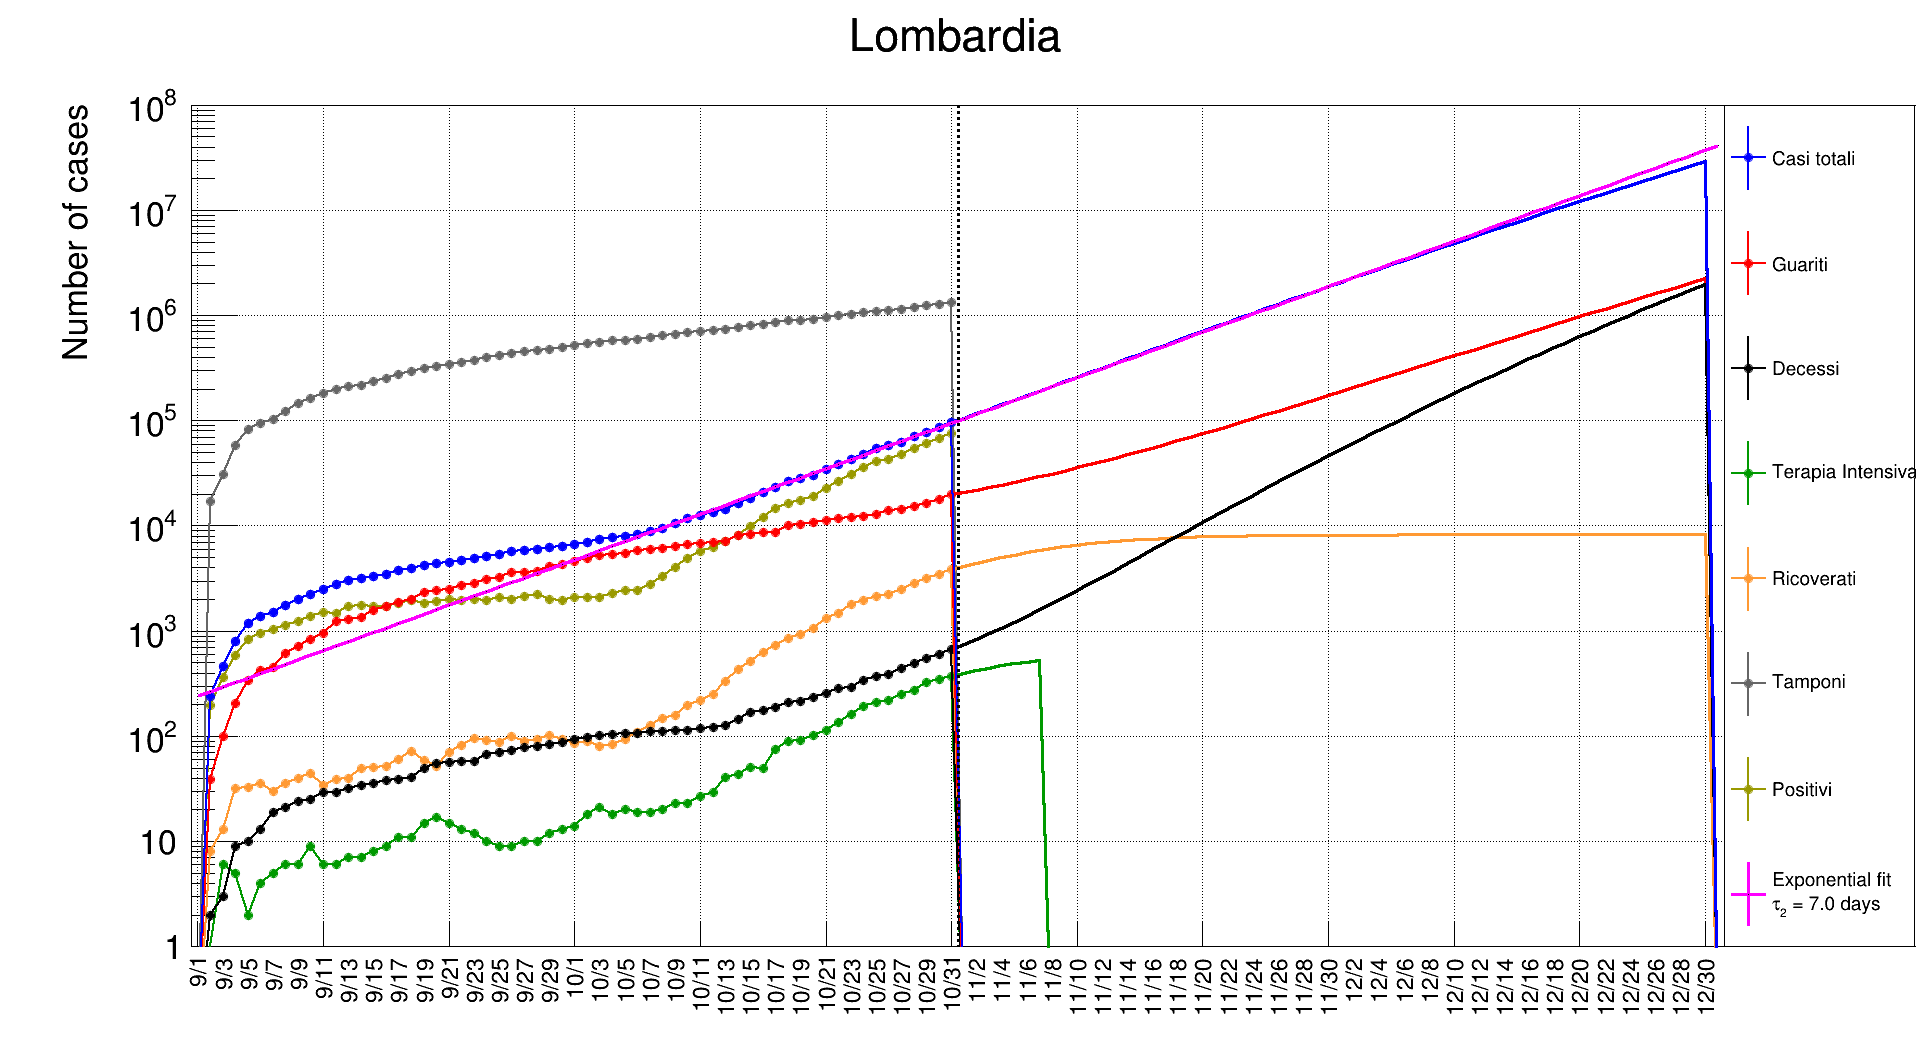 Lombardia
Number of cases
10^8
10^7
10^6
10^5
10^4
10^3
10^2
10
1
9/1 9/3 9/5 9/7 9/9 9/11 9/13 9/15 9/17 9/19 9/21 9/23 9/25 9/27 9/29 10/1 10/3 10/5 10/7 10/9 10/11 10/13 10/15 10/17 10/19 10/21 10/23 10/25 10/27 10/29 10/31 11/2 11/4 11/6 11/8 11/10 11/12 11/14 11/16 11/18 11/20 11/22 11/24 11/26 11/28 11/30 12/2 12/4 12/6 12/8 12/10 12/12 12/14 12/16 12/18 12/20 12/22 12/24 12/26 12/28 12/30
Casi totali
Guariti
Decessi
Terapia Intensiva
Ricoverati
Tamponi
Positivi
Exponential fit
τ₂ = 7.0 days